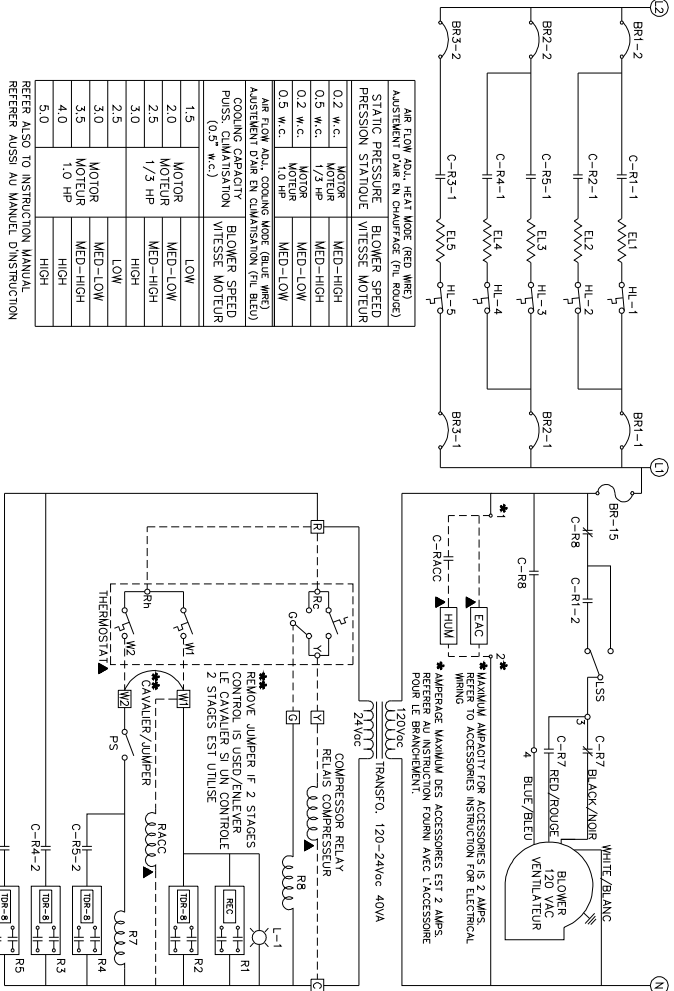 L2
L1
N
BR1-2
C-R1-1
EL1
HL-1
BR1-1
C-R2-1
EL2
HL-2
BR2-2
C-R5-1
EL3
HL-3
BR2-1
C-R4-1
EL4
HL-4
BR3-2
C-R3-1
EL5
HL-5
BR3-1
BR-15
C-R8
C-R1-2
LSS
3
C-R7
BLACK/NOIR
WHITE/BLANC
C-R7
RED/ROUGE
C-R8
4
BLUE/BLEU
BLOWER
120 VAC
VENTILATEUR
*1
EAC
2*
C-RACC
HUM
* MAXIMUM AMPACITY FOR ACCESSORIES IS 2 AMPS.
REFER TO ACCESSORIES INSTRUCTION FOR ELECTRICAL
WIRING
* AMPERAGE MAXIMUM DES ACCESSOIRES EST 2 AMPS.
REFERER AU INSTRUCTION FOURNI AVEC L'ACCESSOIRE
POUR LE BRANCHEMENT.
120Vac
24Vac
TRANSFO. 120-24Vac 40VA
R
Rc
Y
Y
G
G
C
COMPRESSOR RELAY
RELAIS COMPRESSEUR
R8
Rh
W1
W1
W2
W2
THERMOSTAT
**
REMOVE JUMPER IF 2 STAGES
CONTROL IS USED/ENLEVER
LE CAVALIER SI UN CONTROLE
2 STAGES EST UTILISE
**
CAVALIER/JUMPER
L-1
REC
R1
TDR-8
R2
RACC
PS
R7
C-R5-2
TDR-8
R4
C-R4-2
TDR-8
R3
TDR-8
R5
AIR FLOW ADJ, HEAT MODE (RED WIRE)
AJUSTEMENT D'AIR EN CHAUFFAGE (FIL ROUGE)
STATIC PRESSURE BLOWER SPEED
PRESSION STATIQUE VITESSE MOTEUR
0.2 w.c. MOTOR MOTEUR 1/3 HP MED-HIGH
0.5 w.c. MED-HIGH
0.2 w.c. MOTOR MOTEUR 1.0 HP MED-LOW
0.5 w.c. MED-LOW
AIR FLOW ADJ, COOLING MODE (BLUE WIRE)
AJUSTEMENT D'AIR EN CLIMATISATION (FIL BLEU)
COOLING CAPACITY BLOWER SPEED
PUISS. CLIMATISATION VITESSE MOTEUR
(0.5" w.c.)
1.5 MOTOR MOTEUR 1/3 HP LOW
2.0 MED-LOW
2.5 MED-HIGH
3.0 HIGH
2.5 MOTOR MOTEUR 1.0 HP LOW
3.0 MED-LOW
3.5 MED-HIGH
4.0 HIGH
5.0 HIGH
REFER ALSO TO INSTRUCTION MANUAL
REFERER AUSSI AU MANUEL D'INSTRUCTION